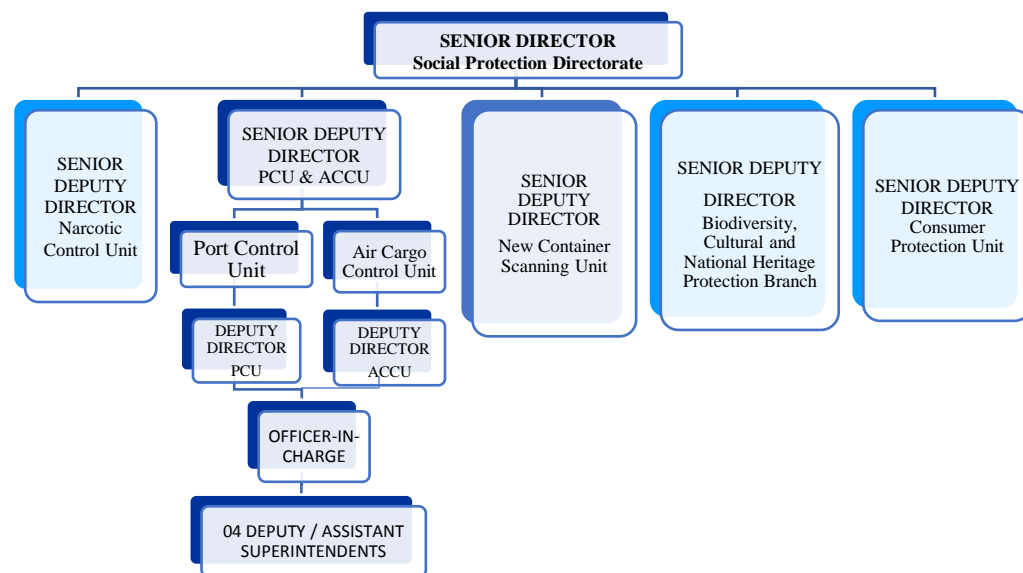 SENIOR DIRECTOR
Social Protection Directorate
SENIOR
DEPUTY
DIRECTOR
Narcotic
Control Unit
SENIOR DEPUTY
DIRECTOR
PCU & ACCU
Port Control
Unit
Air Cargo
Control Unit
DEPUTY
DIRECTOR
PCU
DEPUTY
DIRECTOR
ACCU
OFFICER-IN-
CHARGE
04 DEPUTY / ASSISTANT
SUPERINTENDENTS
SENIOR
DEPUTY
DIRECTOR
New Container
Scanning Unit
SENIOR DEPUTY
DIRECTOR
Biodiversity,
Cultural and
National Heritage
Protection Branch
SENIOR DEPUTY
DIRECTOR
Consumer
Protection Unit